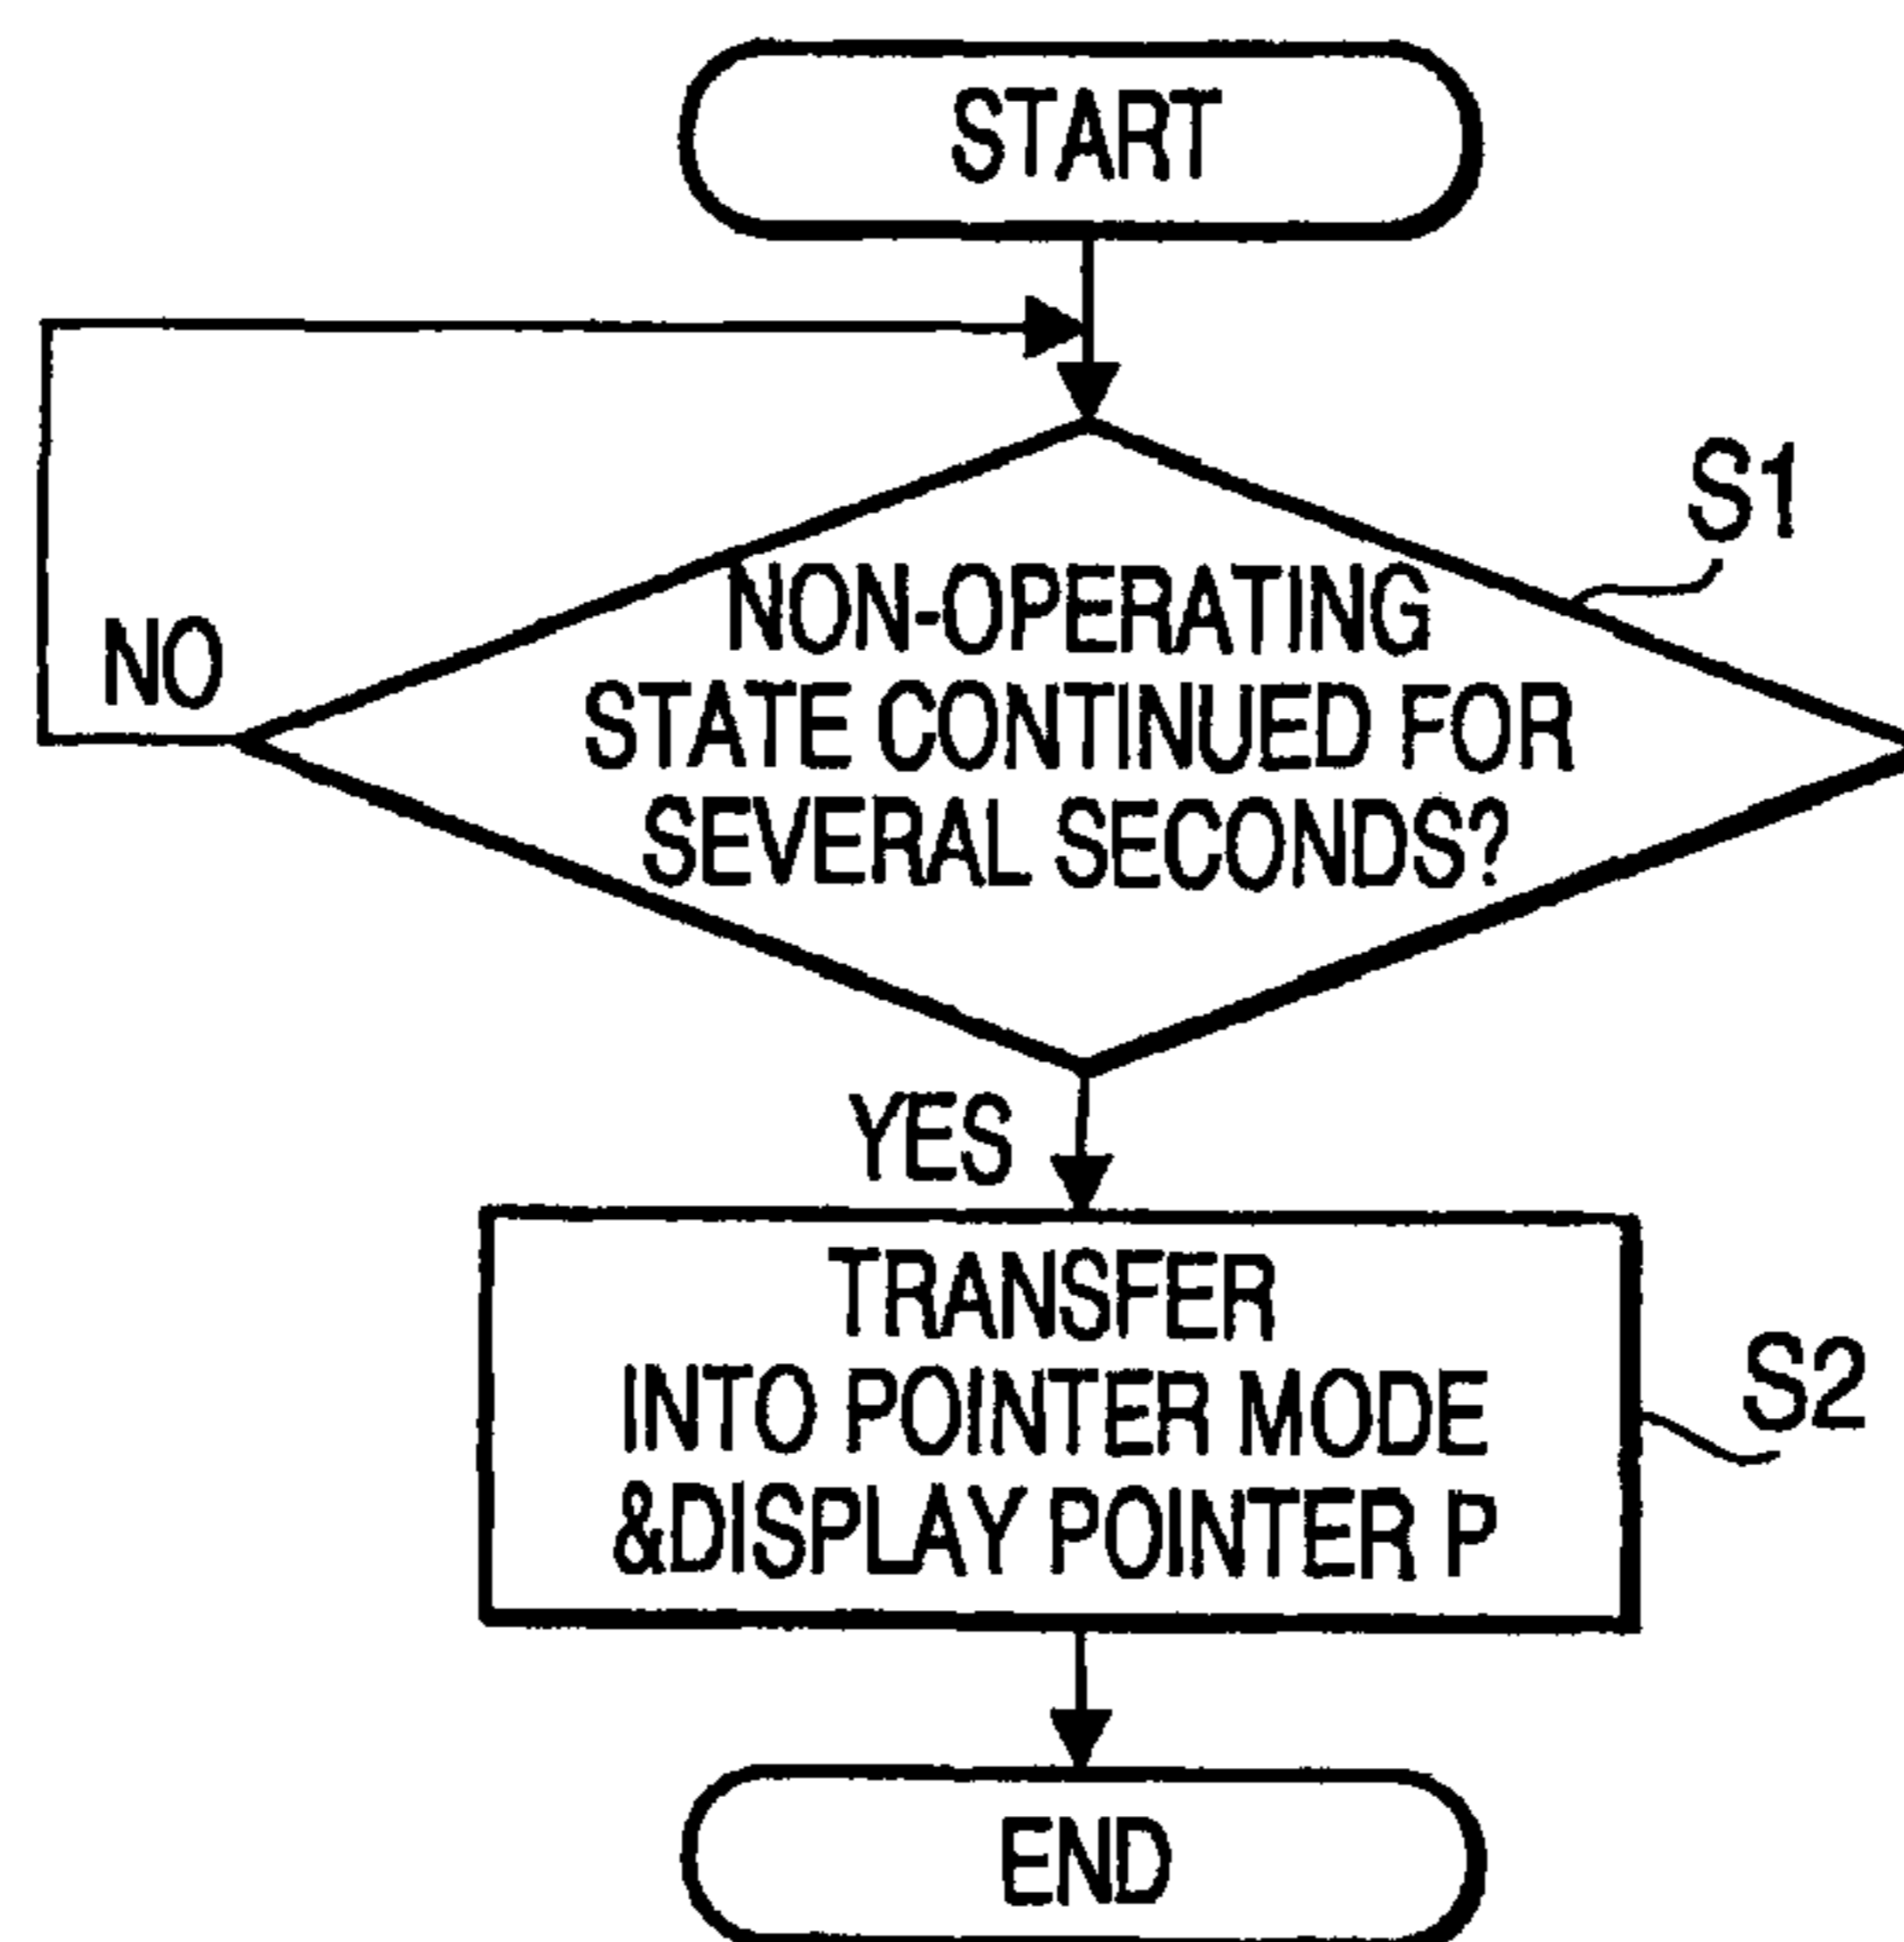 START
S1
NON-OPERATING
STATE CONTINUED FOR
SEVERAL SECONDS?
NO
YES
TRANSFER
INTO POINTER MODE
&DISPLAY POINTER P
S2
END